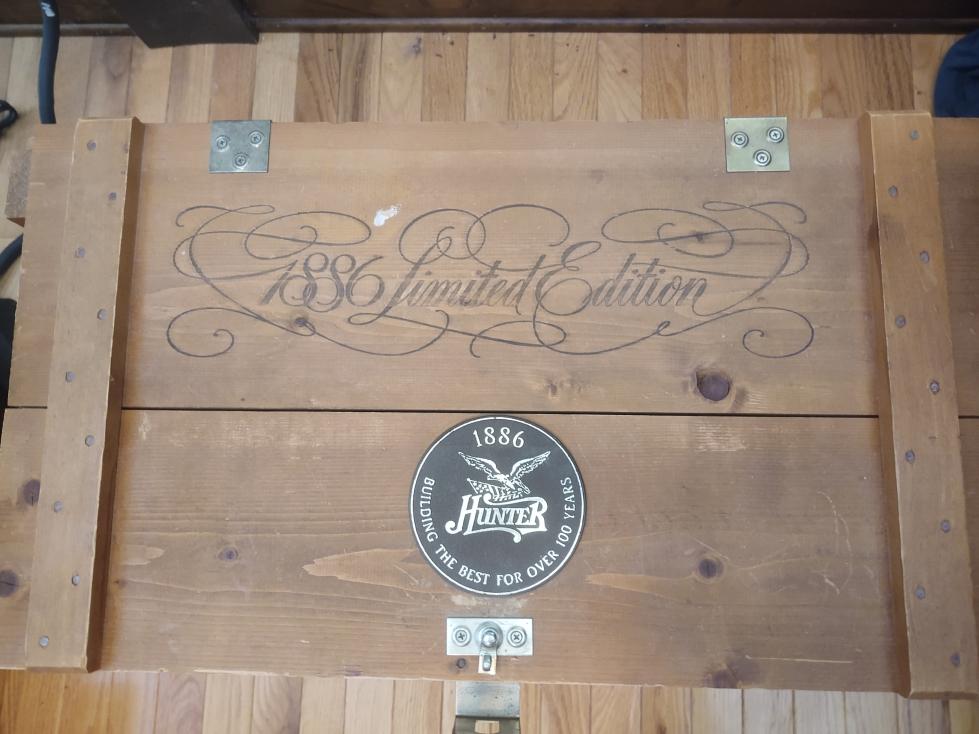 1886 Limited Edition
1886
HUNTER
BUILDING THE BEST FOR OVER 100 YEARS